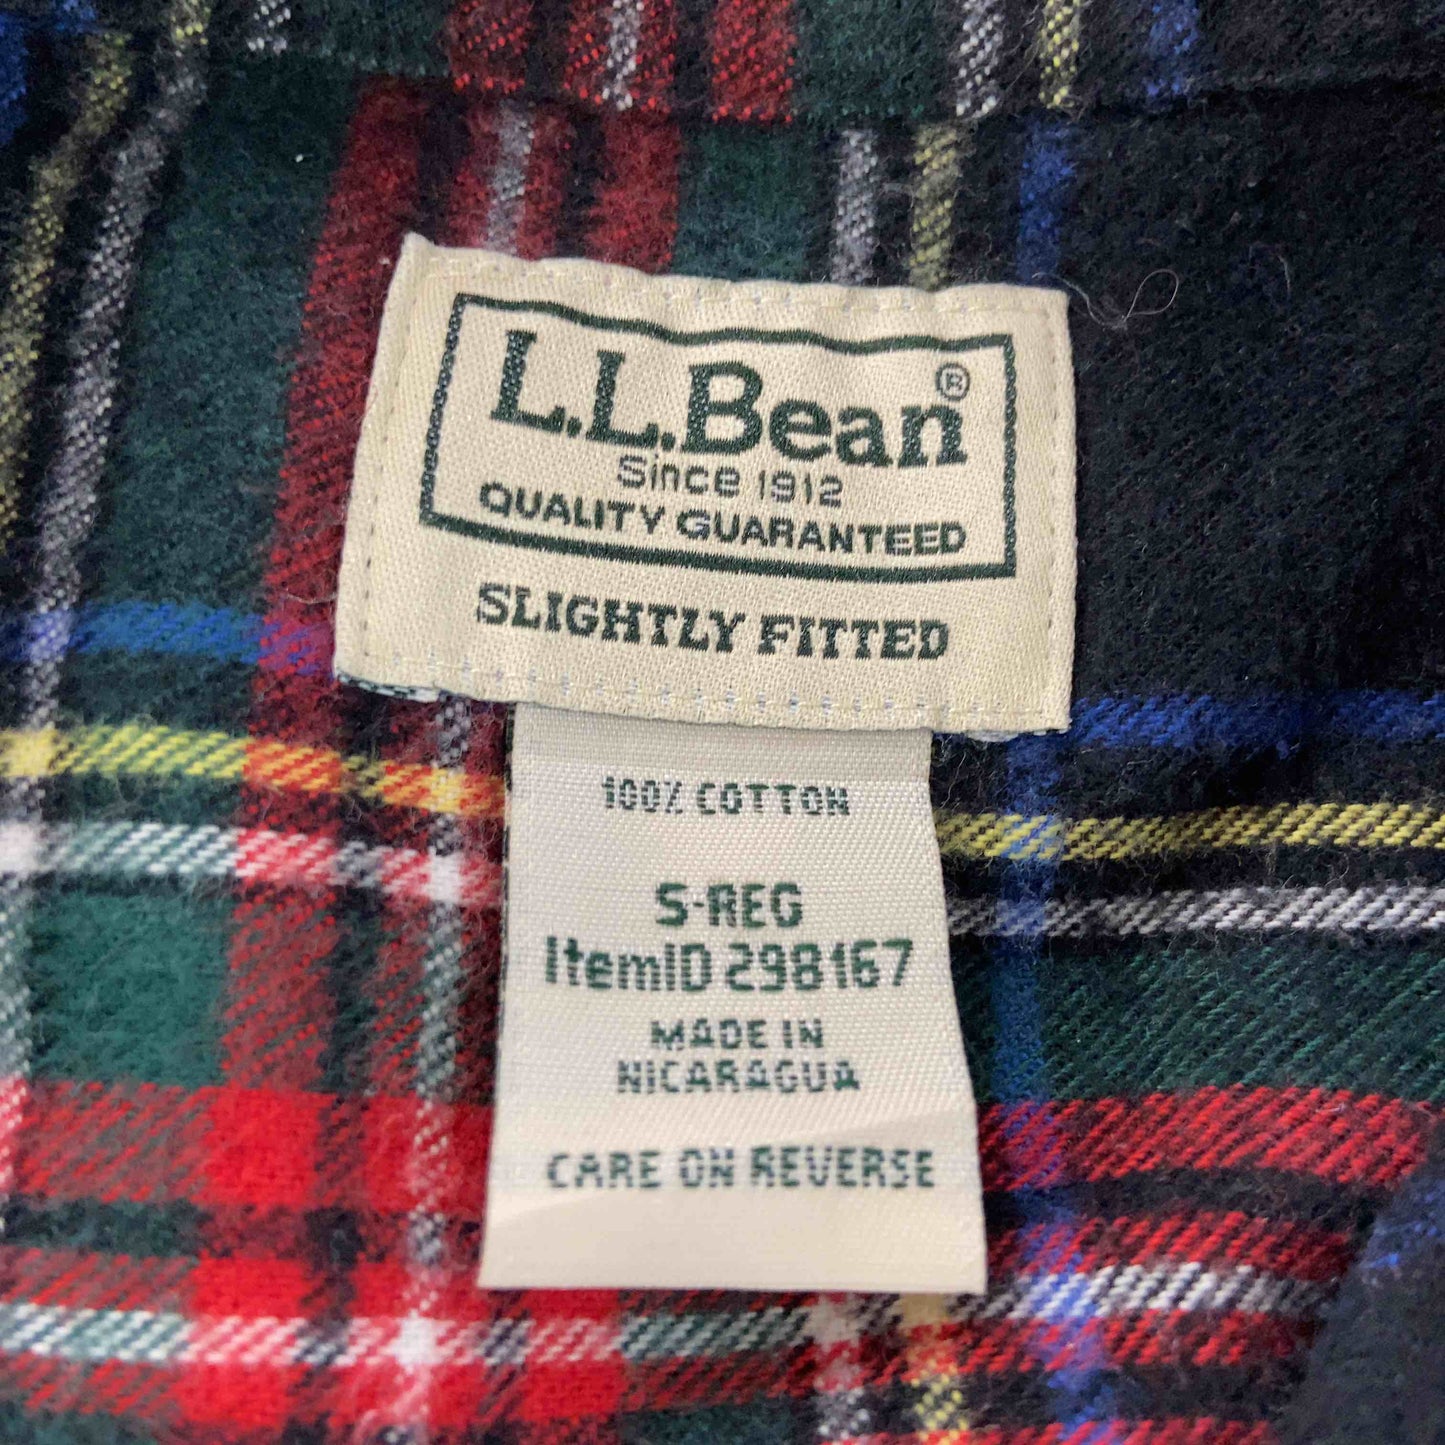 L.L.Bean®
Since 1912
QUALITY GUARANTEED
SLIGHTLY FITTED
100% COTTON
S-REG
ItemID 298167
MADE IN
NICARAGUA
CARE ON REVERSE